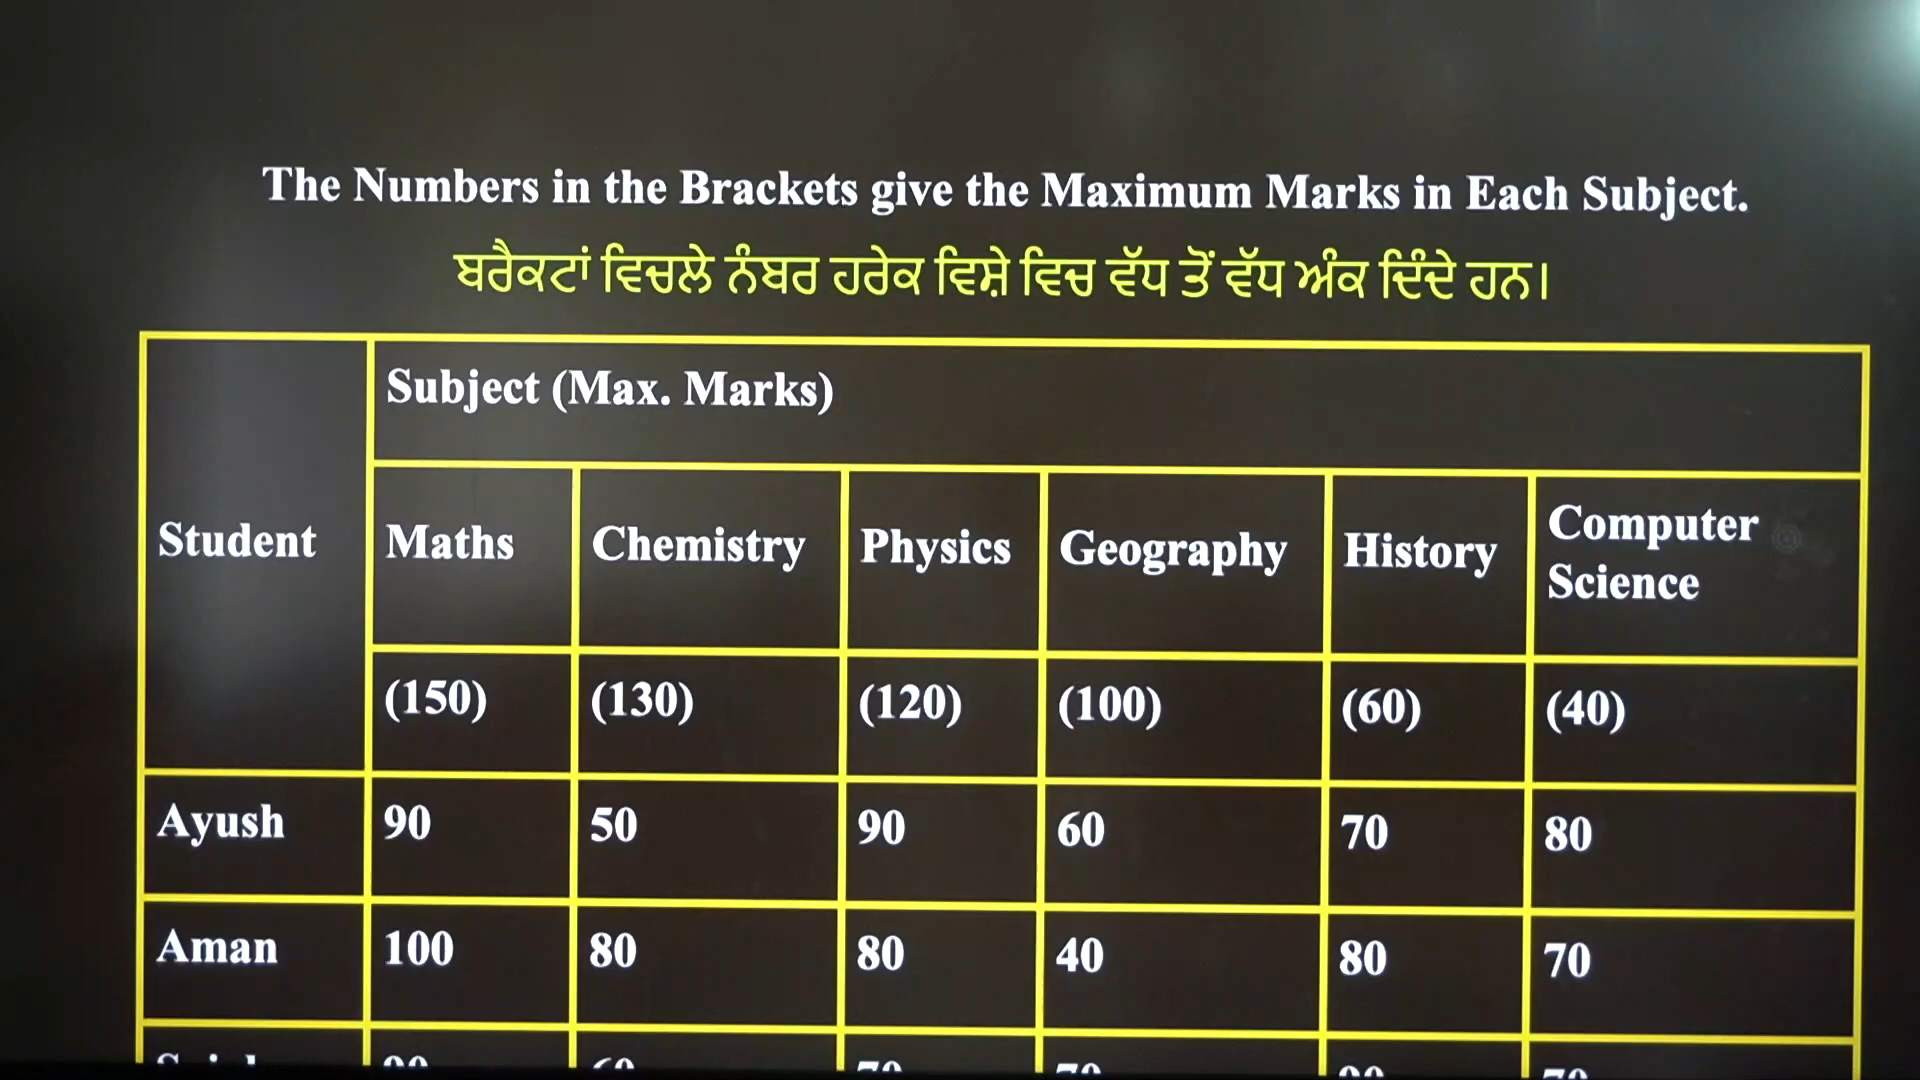 The Numbers in the Brackets give the Maximum Marks in Each Subject.
ਬਰੈਕਟਾਂ ਵਿਚਲੇ ਨੰਬਰ ਹਰੇਕ ਵਿਸ਼ੇ ਵਿਚ ਵੱਧ ਤੋਂ ਵੱਧ ਅੰਕ ਦਿੰਦੇ ਹਨ।
Subject (Max. Marks)
Student Maths Chemistry Physics Geography History Computer Science
(150) (130) (120) (100) (60) (40)
Ayush 90 50 90 60 70 80
Aman 100 80 80 40 80 70